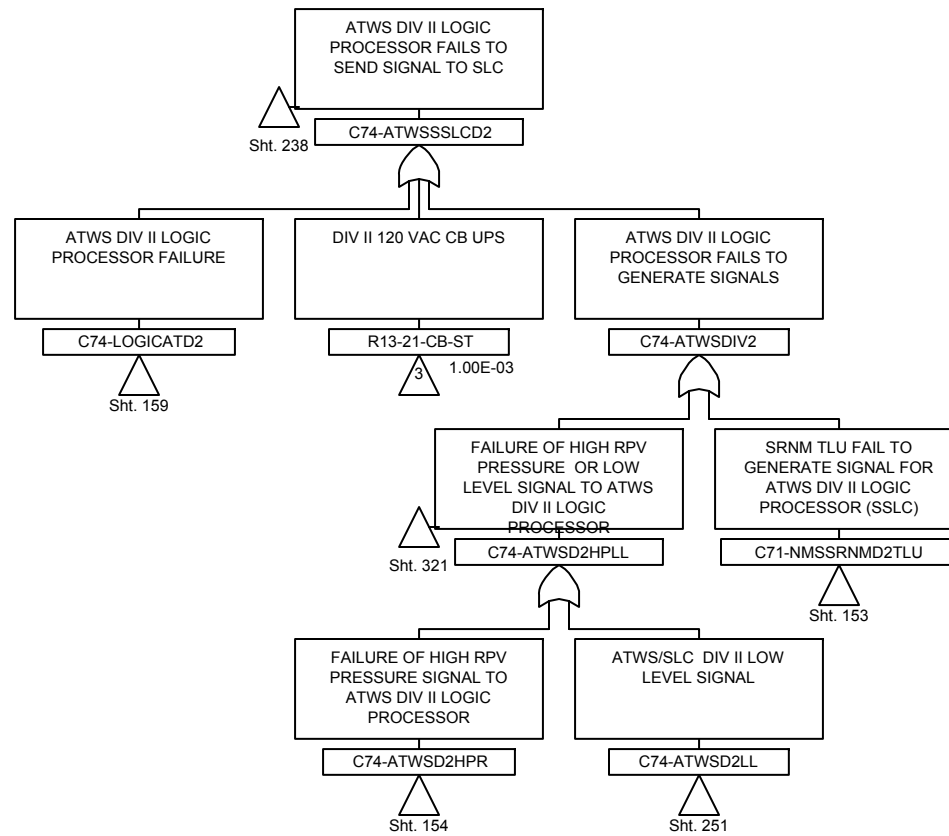 ATWS DIV II LOGIC
PROCESSOR FAILS TO
SEND SIGNAL TO SLC
C74-ATWSSSLCD2
Sht. 238
ATWS DIV II LOGIC
PROCESSOR FAILURE
C74-LOGICATD2
Sht. 159
DIV II 120 VAC CB UPS
R13-21-CB-ST
3
1.00E-03
ATWS DIV II LOGIC
PROCESSOR FAILS TO
GENERATE SIGNALS
C74-ATWSDIV2
FAILURE OF HIGH RPV
PRESSURE OR LOW
LEVEL SIGNAL TO ATWS
DIV II LOGIC
PROCESSOR
C74-ATWSD2HPLL
Sht. 321
SRNM TLU FAIL TO
GENERATE SIGNAL FOR
ATWS DIV II LOGIC
PROCESSOR (SSLC)
C71-NMSSRNMD2TLU
Sht. 153
FAILURE OF HIGH RPV
PRESSURE SIGNAL TO
ATWS DIV II LOGIC
PROCESSOR
C74-ATWSD2HPR
Sht. 154
ATWS/SLC DIV II LOW
LEVEL SIGNAL
C74-ATWSD2LL
Sht. 251